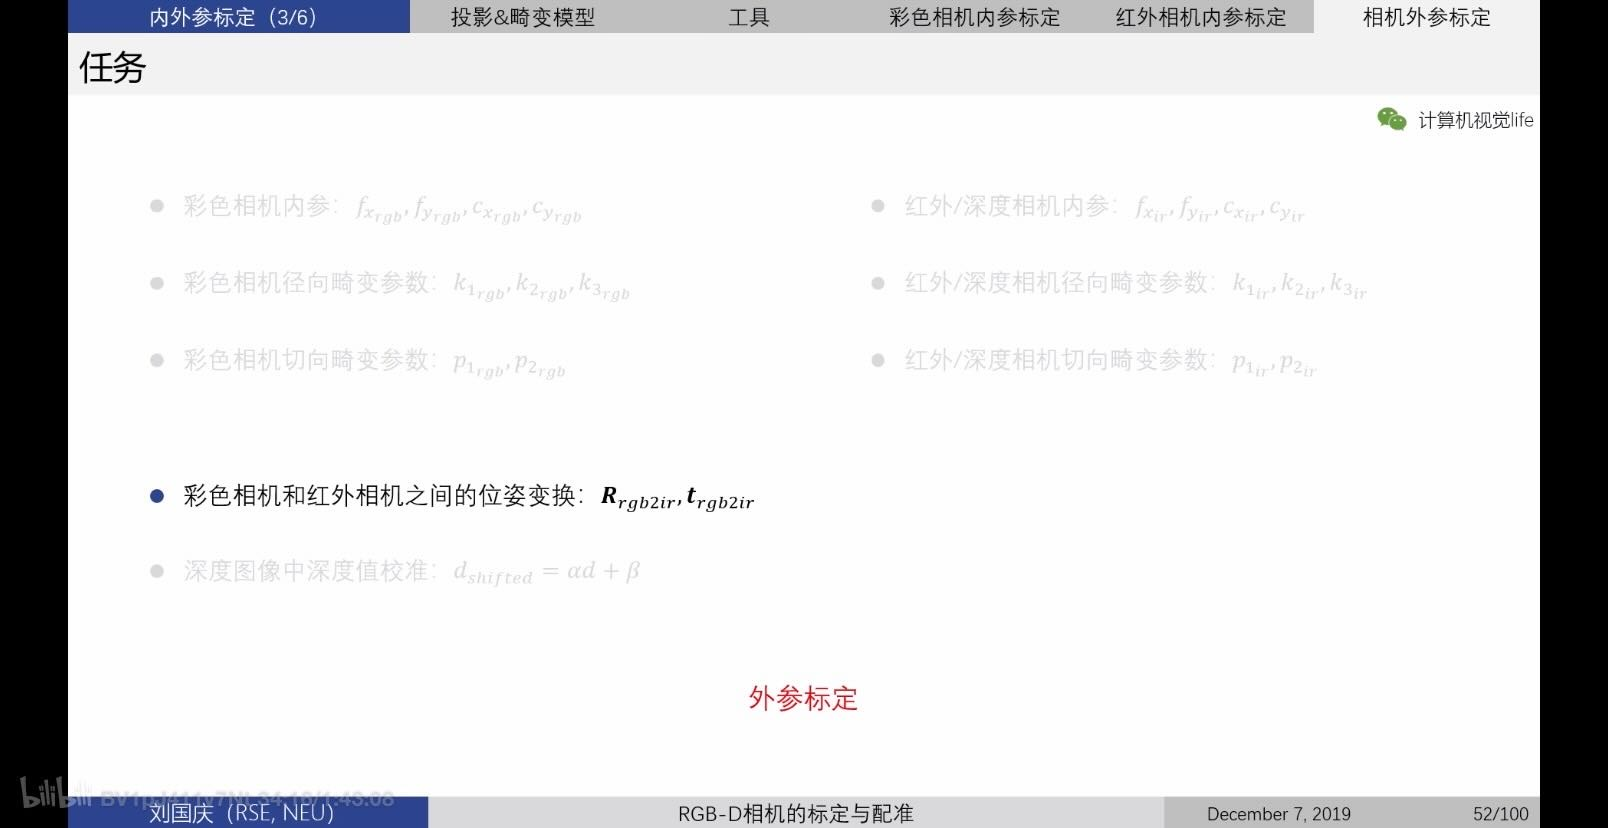 内外参标定（3/6） 投影&畸变模型 工具 彩色相机内参标定 红外相机内参标定 相机外参标定
任务
计算机视觉life
● 彩色相机内参： f_{x_{rgb}}, f_{y_{rgb}}, c_{x_{rgb}}, c_{y_{rgb}}
● 红外/深度相机内参： f_{x_{ir}}, f_{y_{ir}}, c_{x_{ir}}, c_{y_{ir}}
● 彩色相机径向畸变参数： k_{1_{rgb}}, k_{2_{rgb}}, k_{3_{rgb}}
● 红外/深度相机径向畸变参数： k_{1_{ir}}, k_{2_{ir}}, k_{3_{ir}}
● 彩色相机切向畸变参数： p_{1_{rgb}}, p_{2_{rgb}}
● 红外/深度相机切向畸变参数： p_{1_{ir}}, p_{2_{ir}}
● 彩色相机和红外相机之间的位姿变换： R_{rgb2ir}, t_{rgb2ir}
● 深度图像中深度值校准： d_{shifted} = αd + β
外参标定
bilibili
刘国庆（RSE, NEU） RGB-D相机的标定与配准 December 7, 2019 52/100